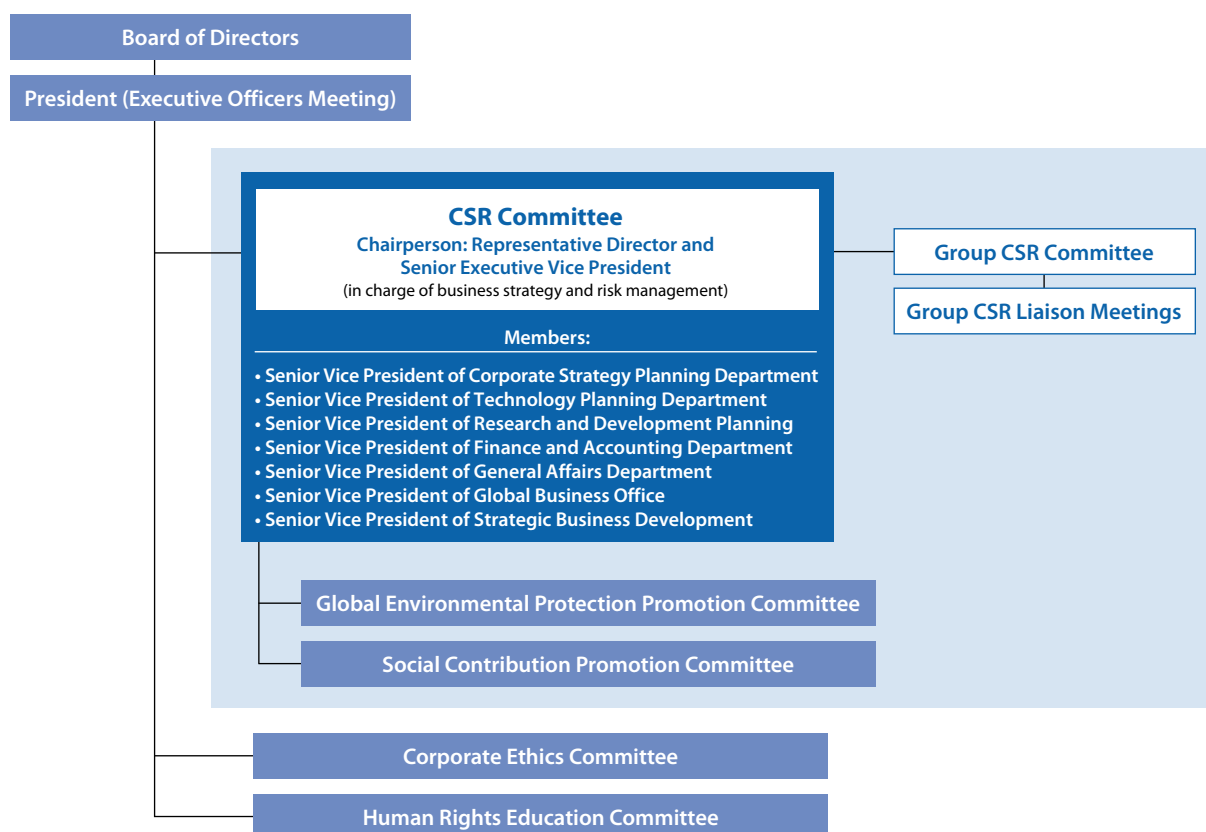 Board of Directors
President (Executive Officers Meeting)
CSR Committee
Chairperson: Representative Director and
Senior Executive Vice President
(in charge of business strategy and risk management)
Members:
• Senior Vice President of Corporate Strategy Planning Department
• Senior Vice President of Technology Planning Department
• Senior Vice President of Research and Development Planning
• Senior Vice President of Finance and Accounting Department
• Senior Vice President of General Affairs Department
• Senior Vice President of Global Business Office
• Senior Vice President of Strategic Business Development
Group CSR Committee
Group CSR Liaison Meetings
Global Environmental Protection Promotion Committee
Social Contribution Promotion Committee
Corporate Ethics Committee
Human Rights Education Committee